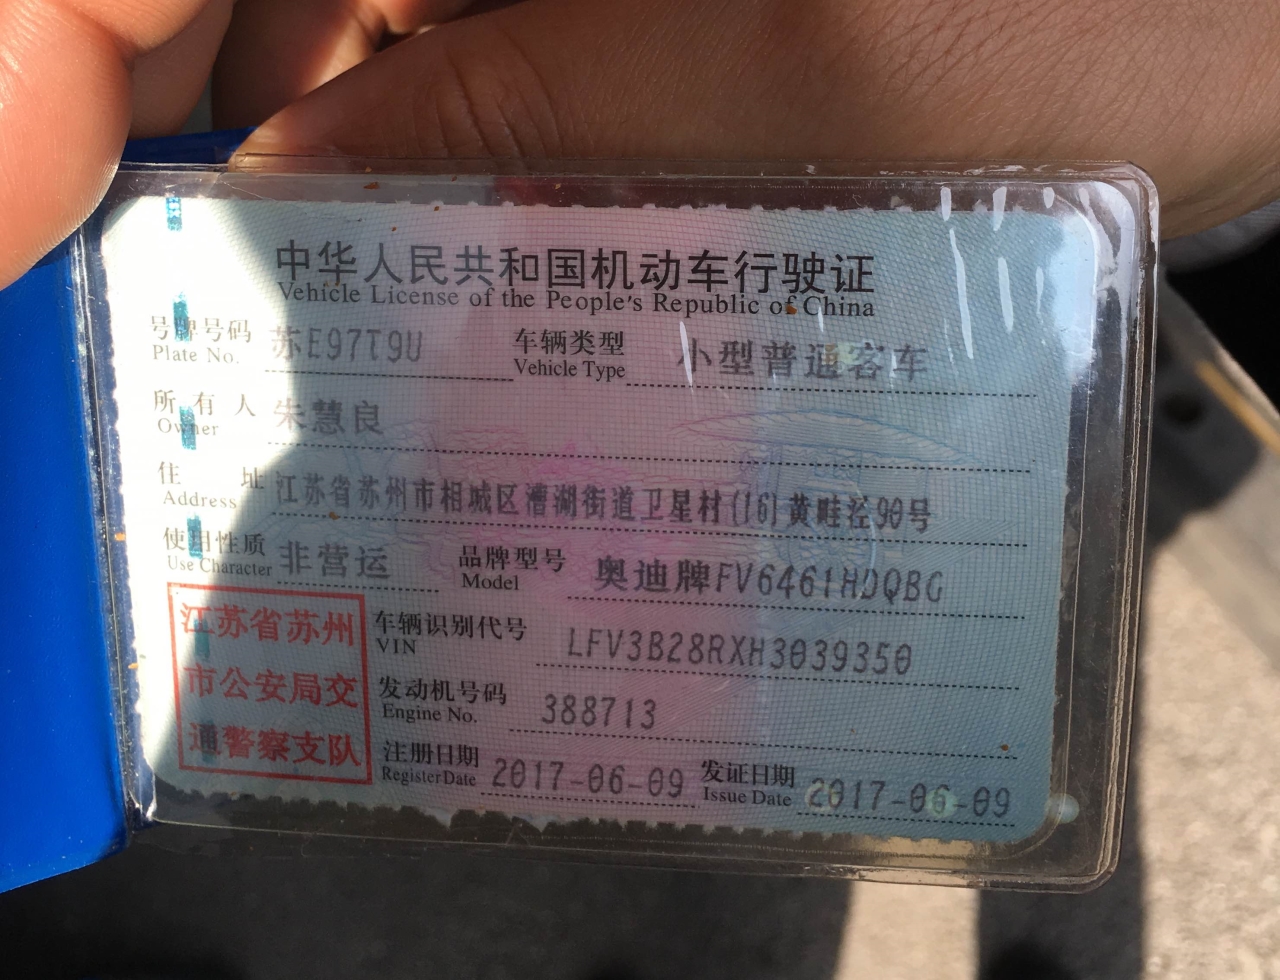 中华人民共和国机动车行驶证
Vehicle License of the People's Republic of China
号牌号码 苏E97T9U 车辆类型 小型普通客车
Plate No. Vehicle Type
所有人 朱慧良
Owner
住址 江苏省苏州市相城区漕湖街道卫星村(16)黄畦泾90号
Address
使用性质 非营运 品牌型号 奥迪牌FV6461HDQBG
Use Character Model
江苏省苏州
市公安局交
通警察支队
车辆识别代号 LFV3B28RXH3039350
VIN
发动机号码 388713
Engine No.
注册日期 2017-06-09 发证日期 2017-06-09
Register Date Issue Date